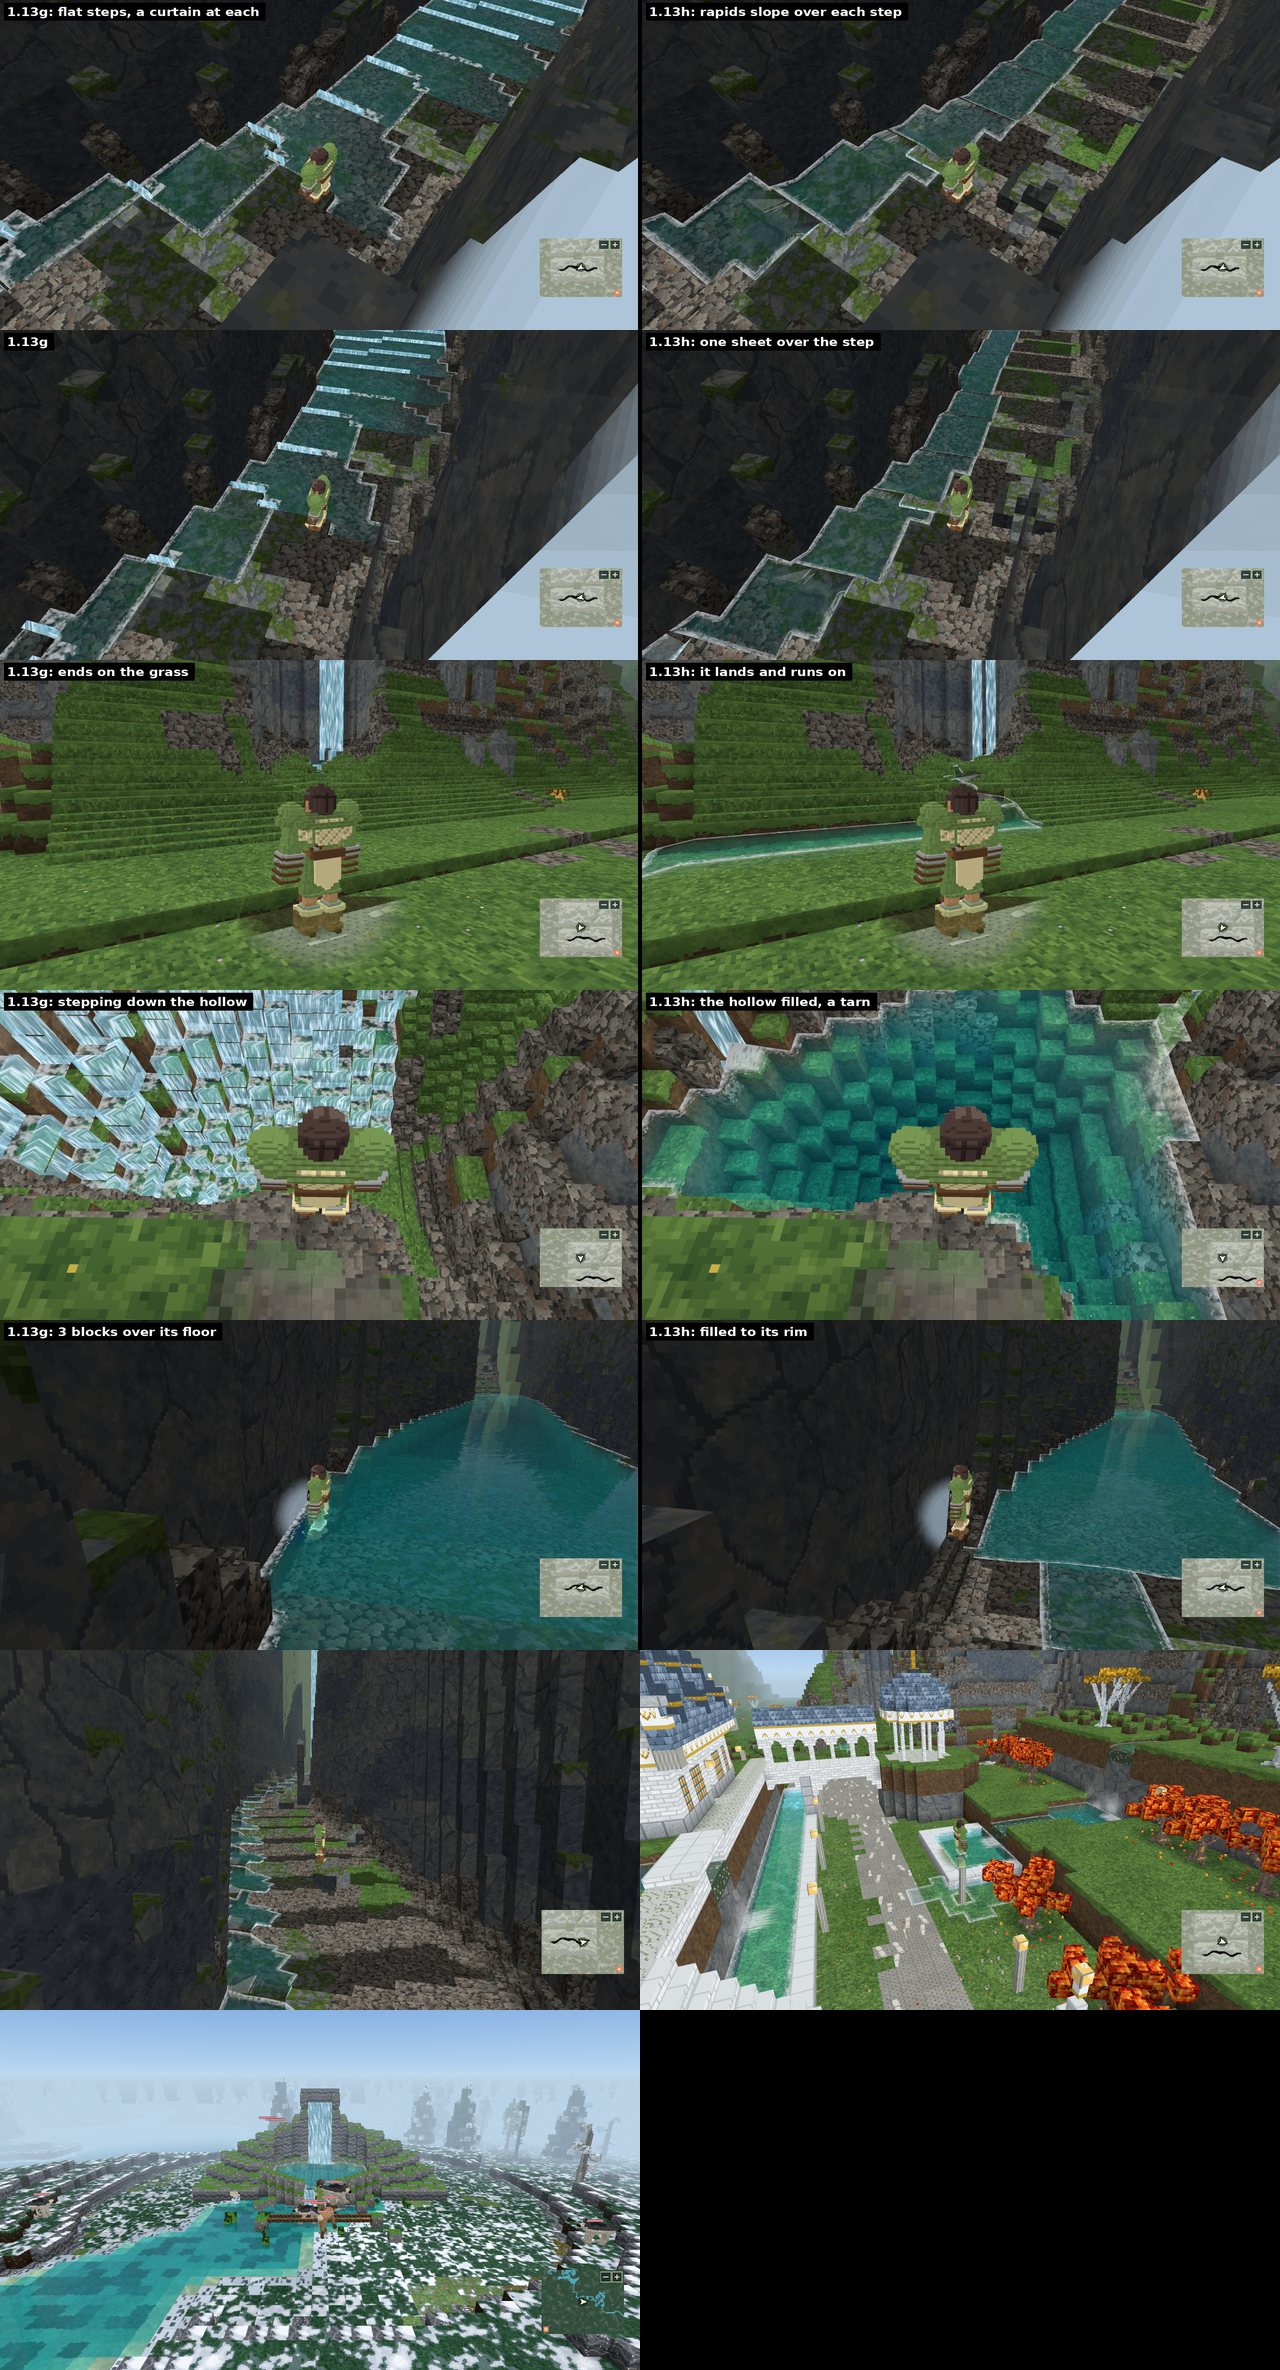 1.13g: flat steps, a curtain at each
1.13h: rapids slope over each step
1.13g
1.13h: one sheet over the step
1.13g: ends on the grass
1.13h: it lands and runs on
1.13g: stepping down the hollow
1.13h: the hollow filled, a tarn
1.13g: 3 blocks over its floor
1.13h: filled to its rim